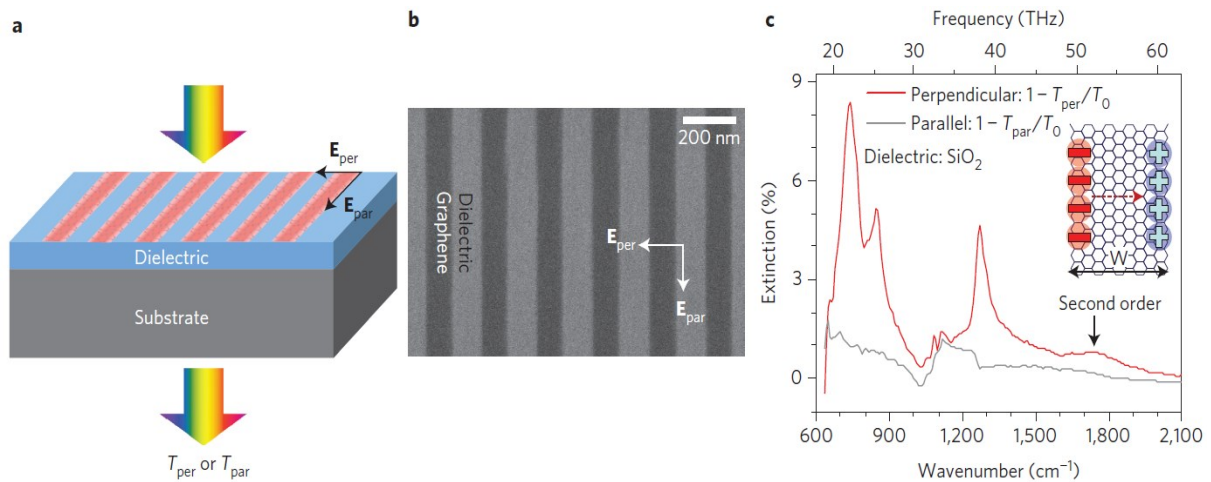 a
E_per
E_par
Dielectric
Substrate
T_per or T_par
b
200 nm
Dielectric
Graphene
E_per
E_par
c
Frequency (THz)
20 30 40 50 60
Perpendicular: 1 − T_per/T_0
Parallel: 1 − T_par/T_0
Dielectric: SiO₂
W
Second order
Extinction (%)
9
6
3
0
600 900 1,200 1,500 1,800 2,100
Wavenumber (cm⁻¹)